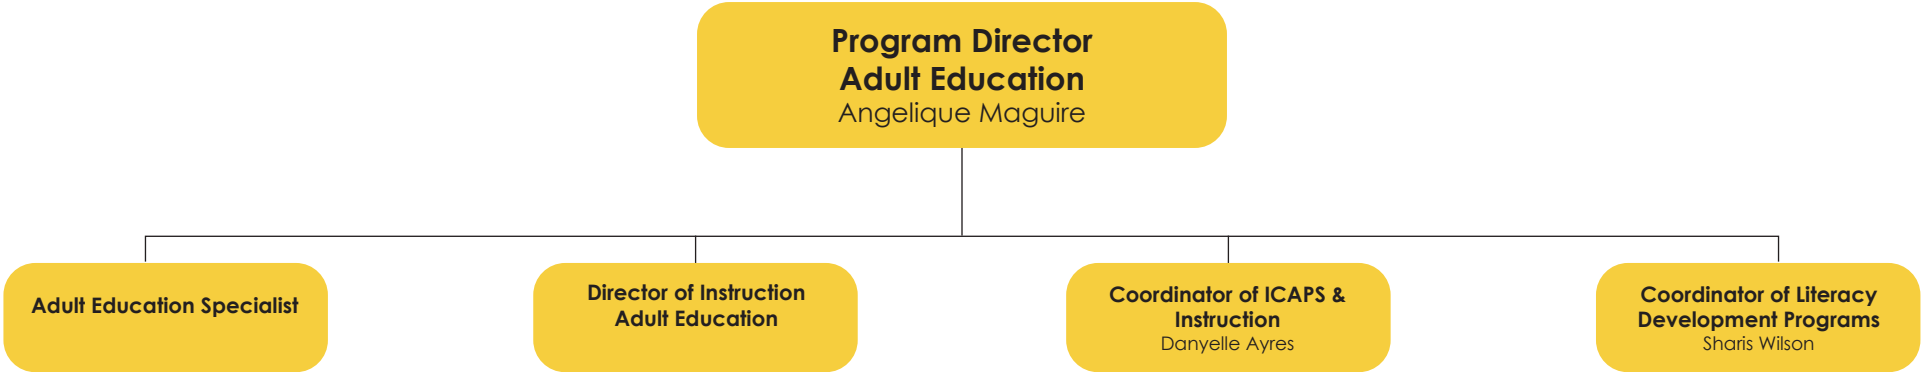 Program Director
Adult Education
Angelique Maguire
Adult Education Specialist
Director of Instruction
Adult Education
Coordinator of ICAPS &
Instruction
Danyelle Ayres
Coordinator of Literacy
Development Programs
Sharis Wilson